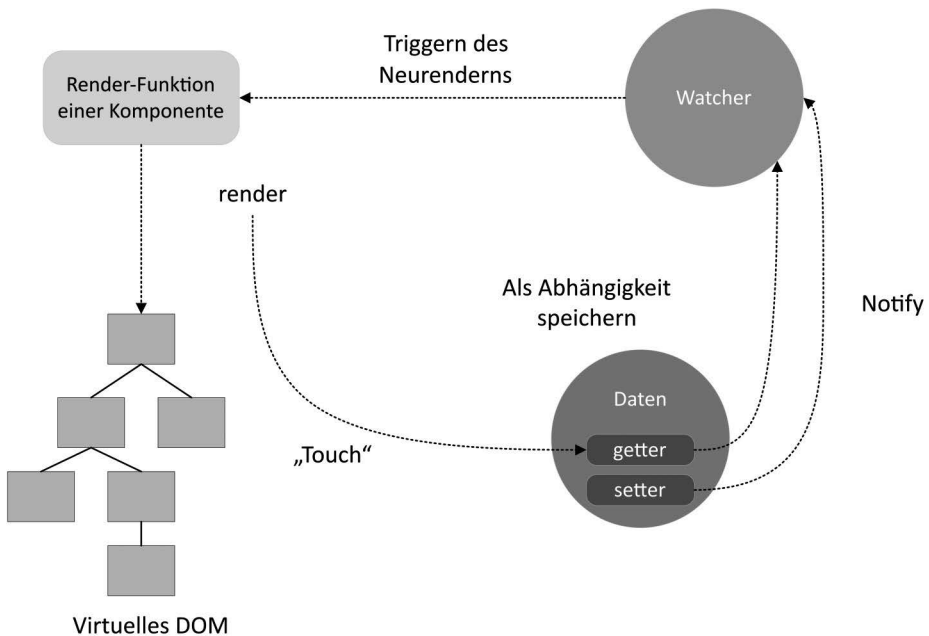 Triggern des
Neurenderns
Render-Funktion
einer Komponente
Watcher
render
Als Abhängigkeit
speichern
Notify
Daten
„Touch“
getter
setter
Virtuelles DOM